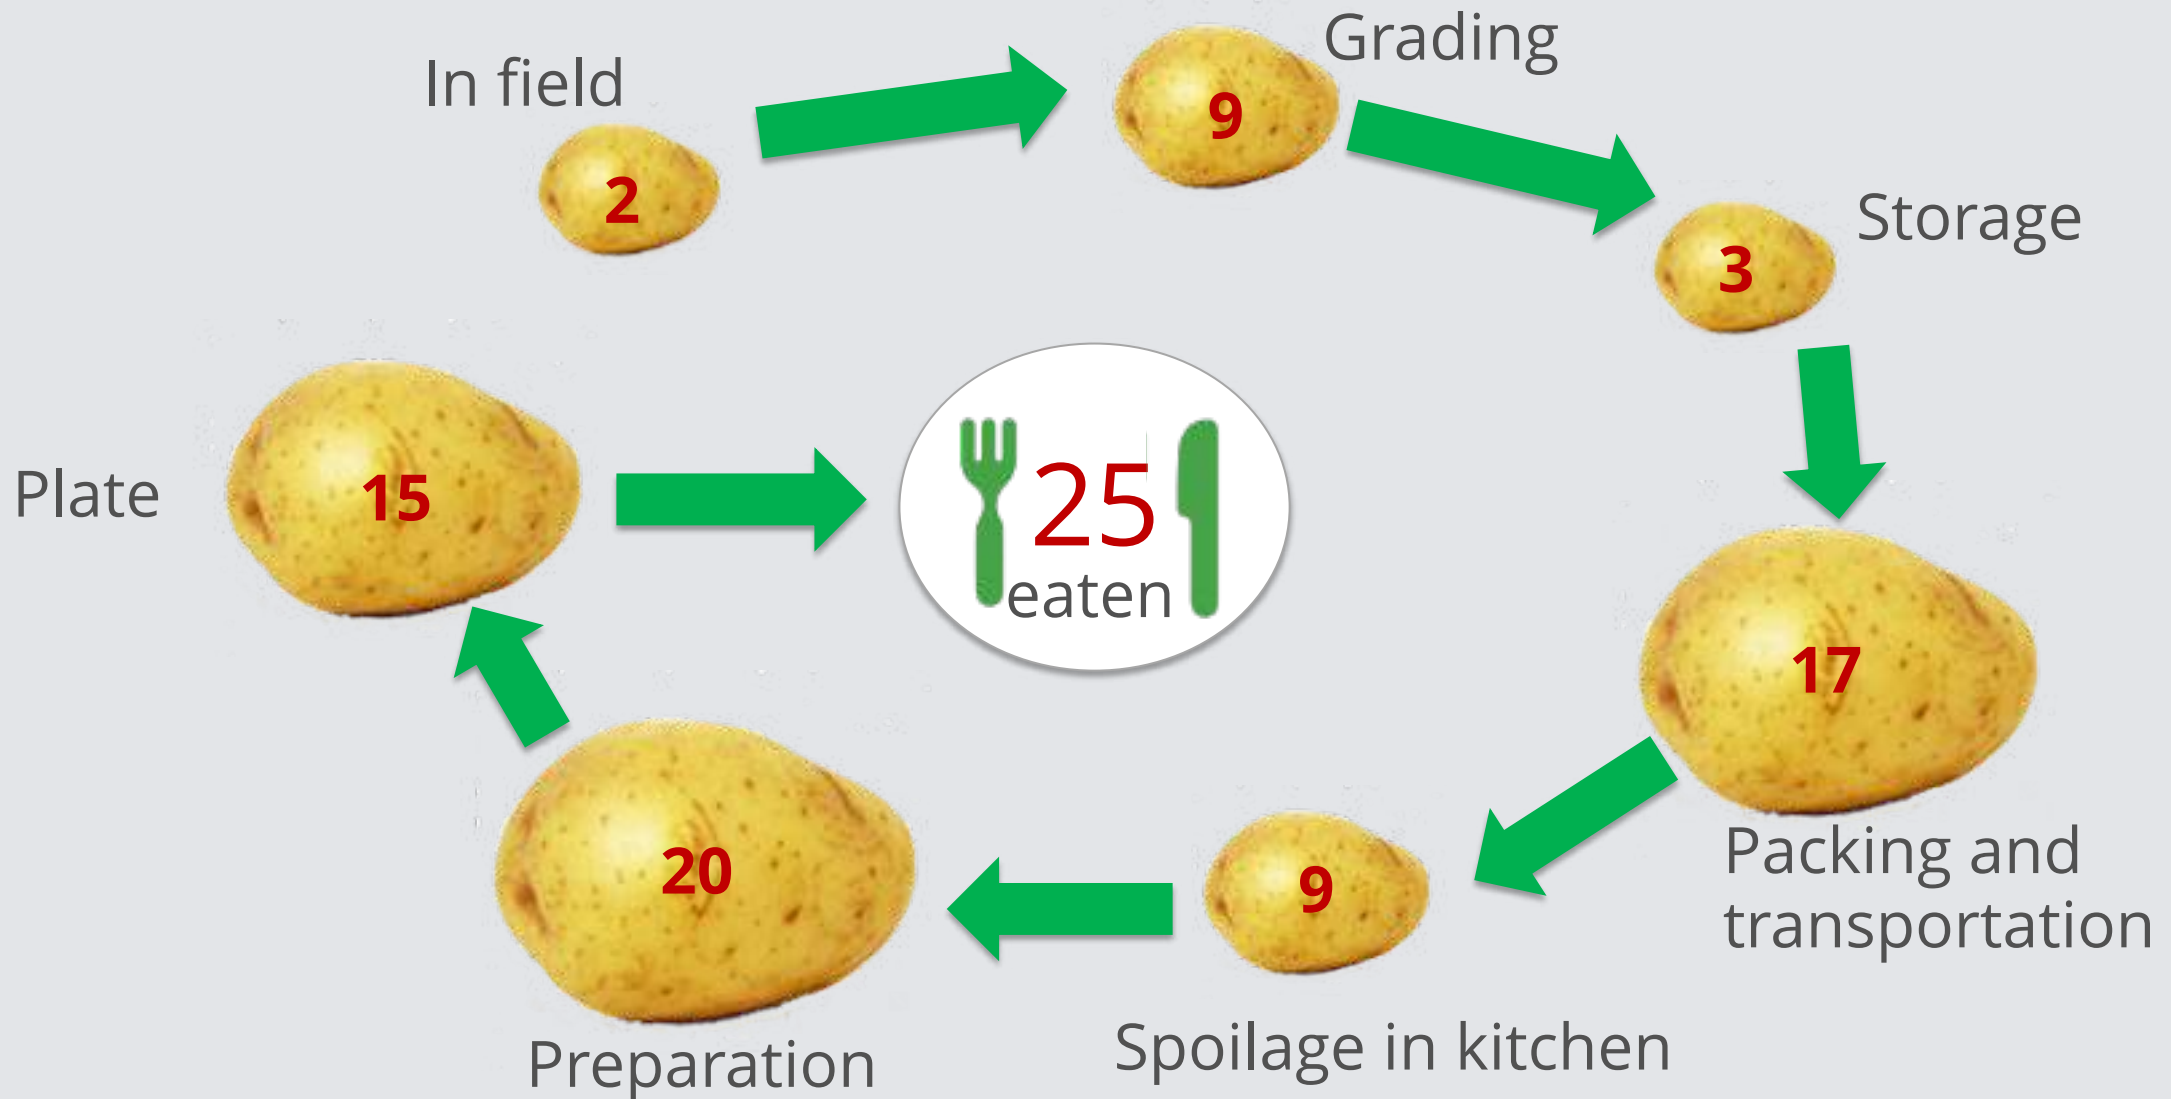 In field
2
9
Grading
3
Storage
17
Packing and
transportation
9
Spoilage in kitchen
20
Preparation
Plate
15
25
eaten